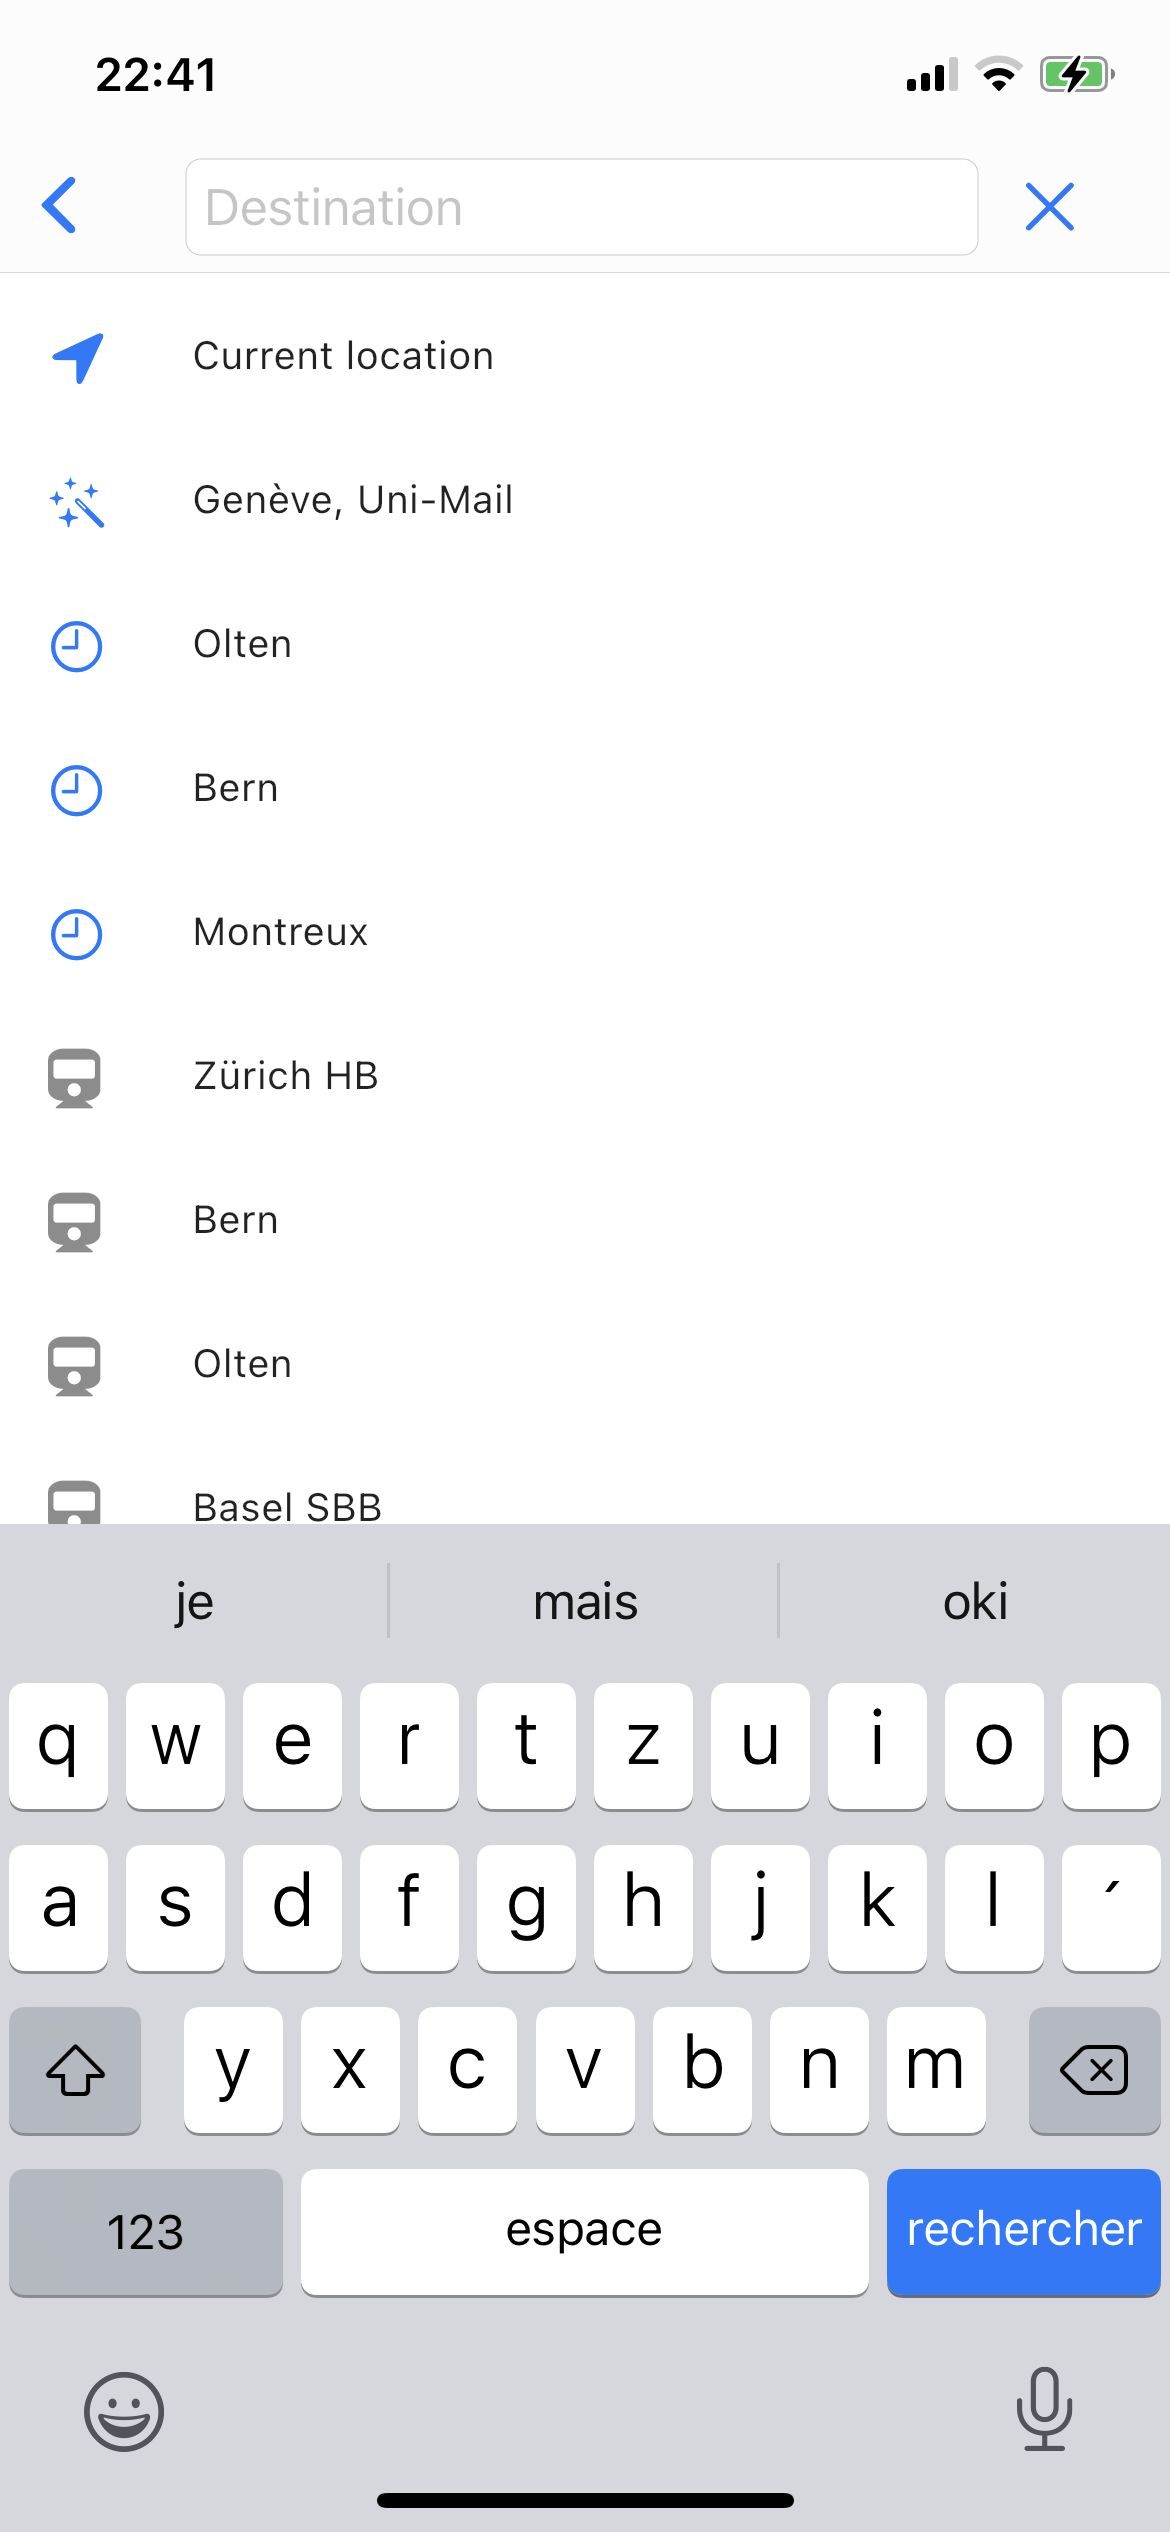 22:41
Destination
Current location
Genève, Uni-Mail
Olten
Bern
Montreux
Zürich HB
Bern
Olten
Basel SBB
je mais oki
q w e r t z u i o p
a s d f g h j k l ´
y x c v b n m
123 espace rechercher